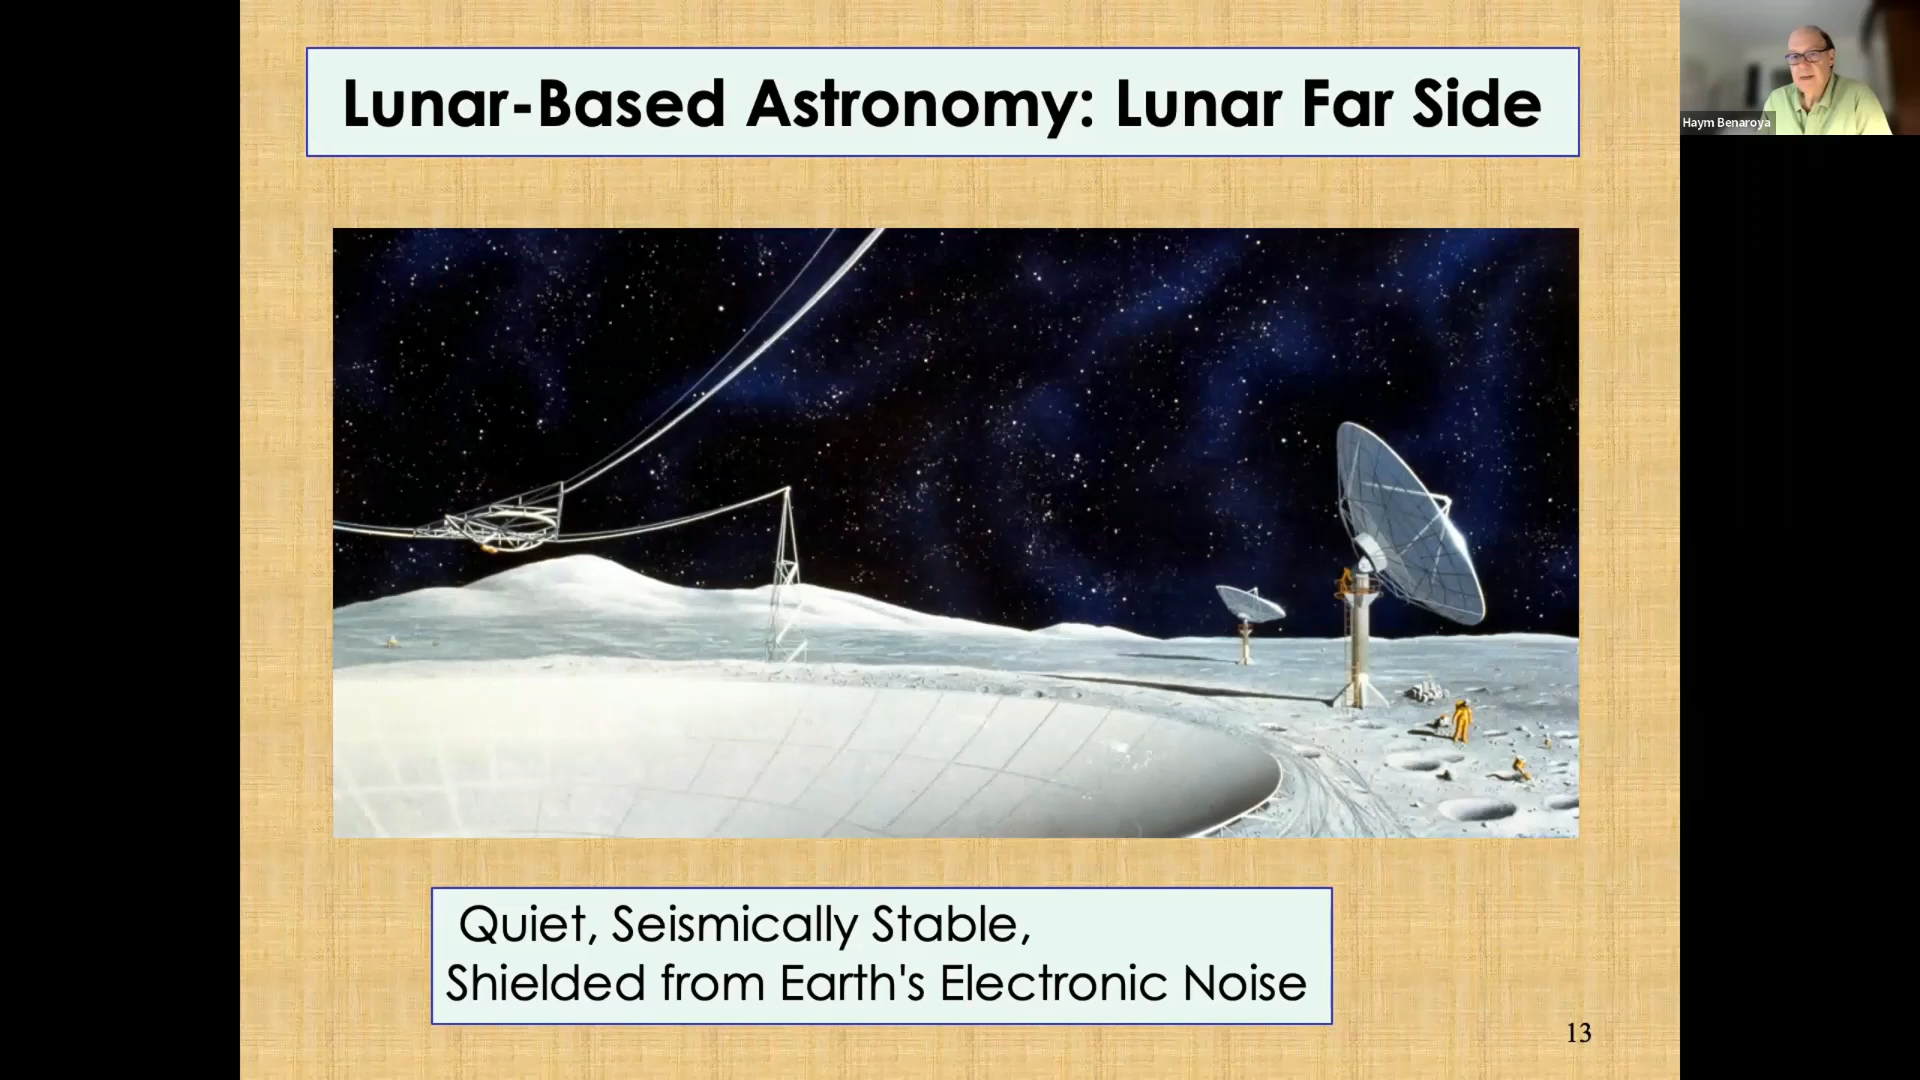 Lunar-Based Astronomy: Lunar Far Side
Haym Benaroya
Quiet, Seismically Stable,
Shielded from Earth's Electronic Noise
13